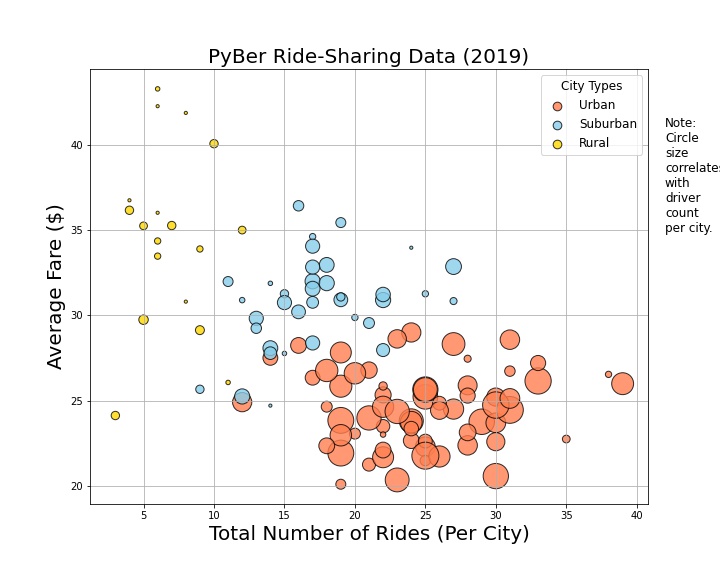 PyBer Ride-Sharing Data (2019)
City Types
Urban
Suburban
Rural
Note:
Circle
size
correlates
with
driver
count
per city.
Average Fare ($)
40
35
30
25
20
5
10
15
20
25
30
35
40
Total Number of Rides (Per City)